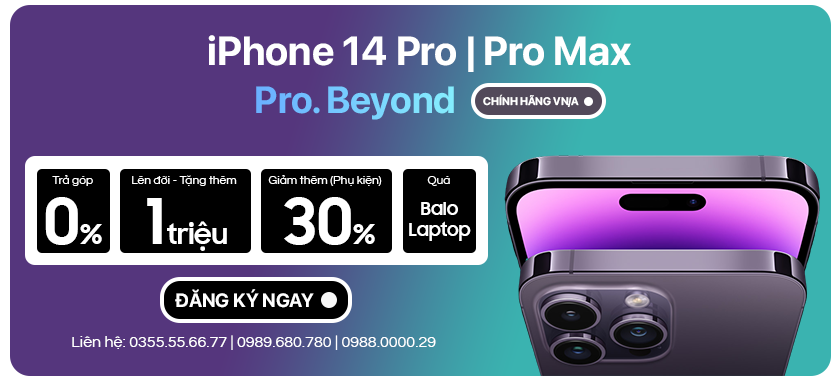 iPhone 14 Pro | Pro Max
Pro. Beyond
CHÍNH HÃNG VN/A
Trả góp
0%
Lên đời - Tặng thêm
1 triệu
Giảm thêm (Phụ kiện)
30%
Quá
Balo
Laptop
ĐĂNG KÝ NGAY
Liên hệ: 0355.55.66.77 | 0989.680.780 | 0988.0000.29